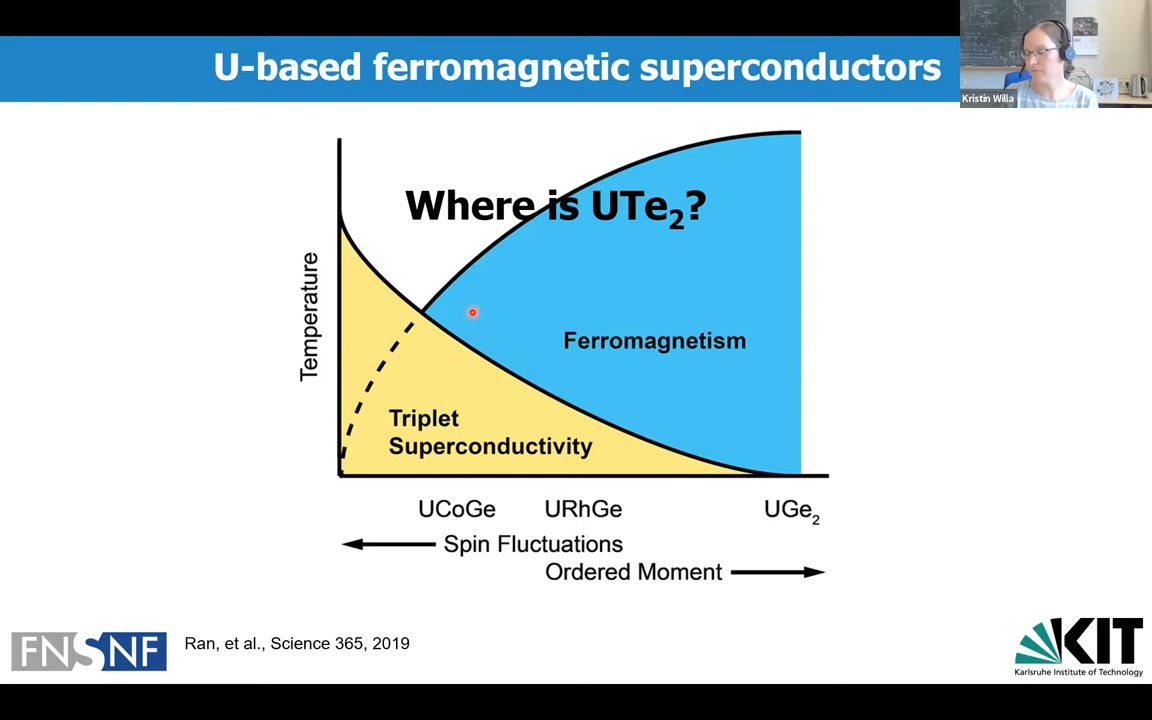 U-based ferromagnetic superconductors
Kristin Willa
Where is UTe₂?
Temperature
Ferromagnetism
Triplet
Superconductivity
UCoGe URhGe UGe₂
Spin Fluctuations
Ordered Moment
FNSNF
Ran, et al., Science 365, 2019
KIT
Karlsruhe Institute of Technology